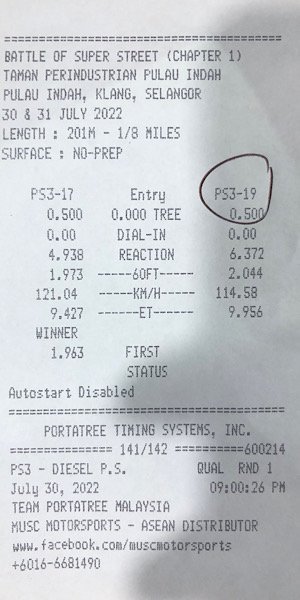 ========================================
BATTLE OF SUPER STREET (CHAPTER 1)
TAMAN PERINDUSTRIAN PULAU INDAH
PULAU INDAH, KLANG, SELANGOR
30 & 31 JULY 2022
LENGTH : 201M - 1/8 MILES
SURFACE : NO-PREP
PS3-17 Entry PS3-19
0.500 0.000 TREE 0.500
0.00 DIAL-IN 0.00
4.938 REACTION 6.372
1.973 ------60FT------ 2.044
121.04 ------KM/H------ 114.58
9.427 -------ET------- 9.956
WINNER
1.963 FIRST
STATUS
Autostart Disabled
========================================
PORTATREE TIMING SYSTEMS, INC.
=============== 141/142 ==========600214
PS3 - DIESEL P.S. QUAL RND 1
July 30, 2022 09:00:26 PM
TEAM PORTATREE MALAYSIA
MUSC MOTORSPORTS - ASEAN DISTRIBUTOR
www.facebook.com/muscmotorsports
+6016-6681490